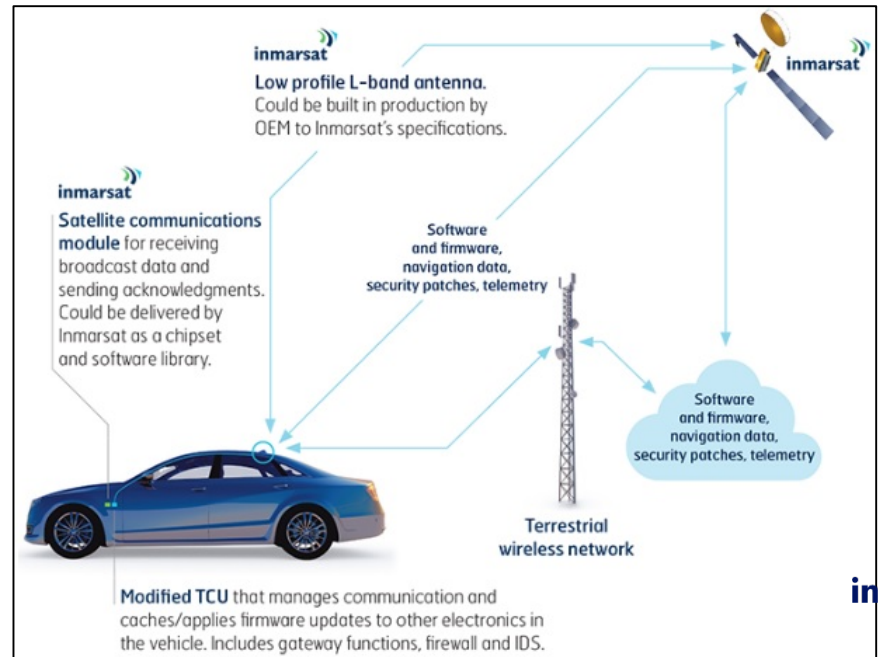 inmarsat
Low profile L-band antenna.
Could be built in production by
OEM to Inmarsat's specifications.
inmarsat
inmarsat
Satellite communications
module for receiving
broadcast data and
sending acknowledgments.
Could be delivered by
Inmarsat as a chipset
and software library.
Software
and firmware,
navigation data,
security patches, telemetry
Software
and firmware,
navigation data,
security patches, telemetry
Terrestrial
wireless network
Modified TCU that manages communication and
caches/applies firmware updates to other electronics in
the vehicle. Includes gateway functions, firewall and IDS.
in